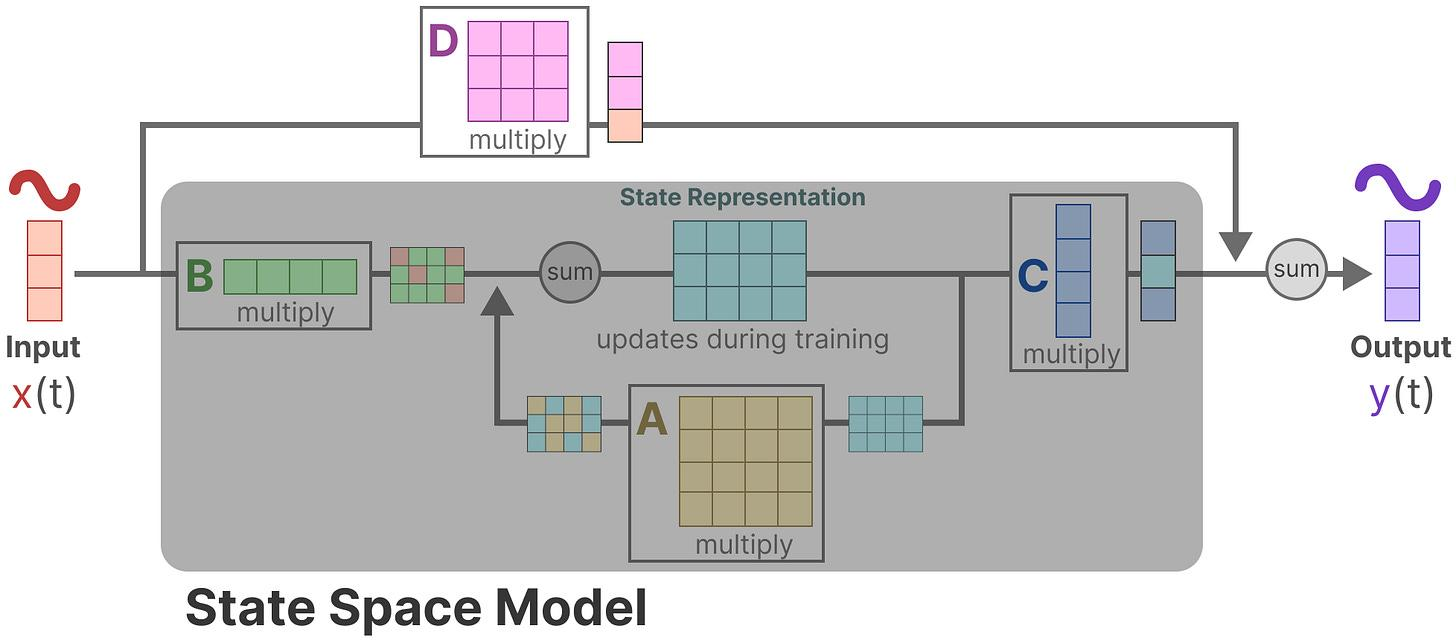 D
multiply
State Representation
B
multiply
sum
updates during training
C
multiply
sum
Input
x(t)
Output
y(t)
A
multiply
State Space Model